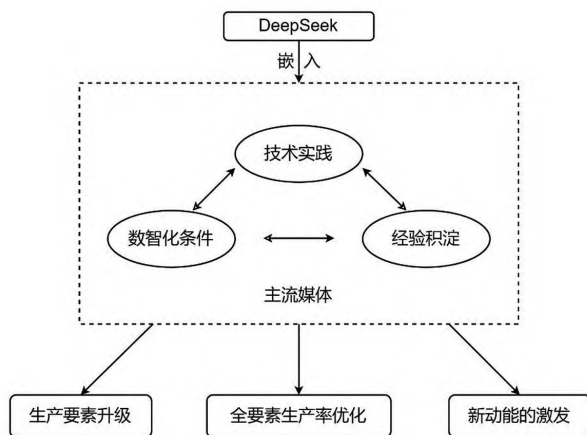 DeepSeek
嵌入
技术实践
数智化条件
经验积淀
主流媒体
生产要素升级
全要素生产率优化
新动能的激发